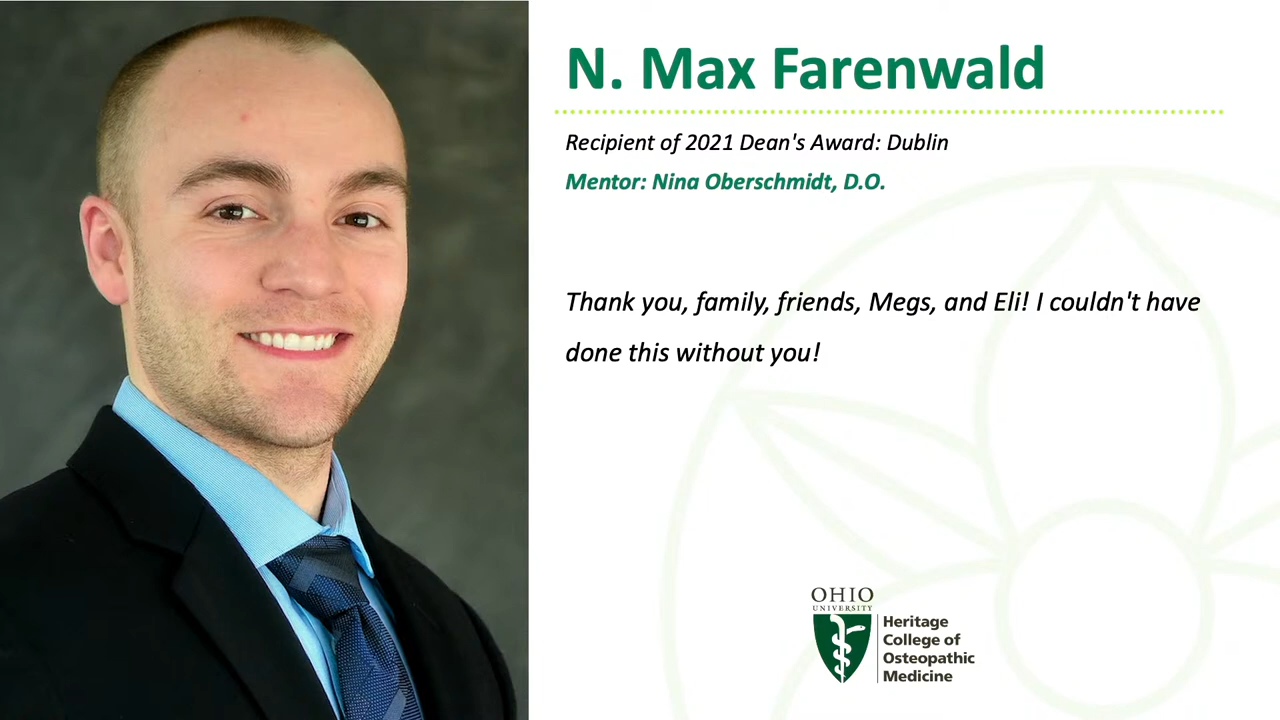 N. Max Farenwald
Recipient of 2021 Dean's Award: Dublin
Mentor: Nina Oberschmidt, D.O.
Thank you, family, friends, Megs, and Eli! I couldn't have
done this without you!
OHIO
UNIVERSITY
Heritage
College of
Osteopathic
Medicine